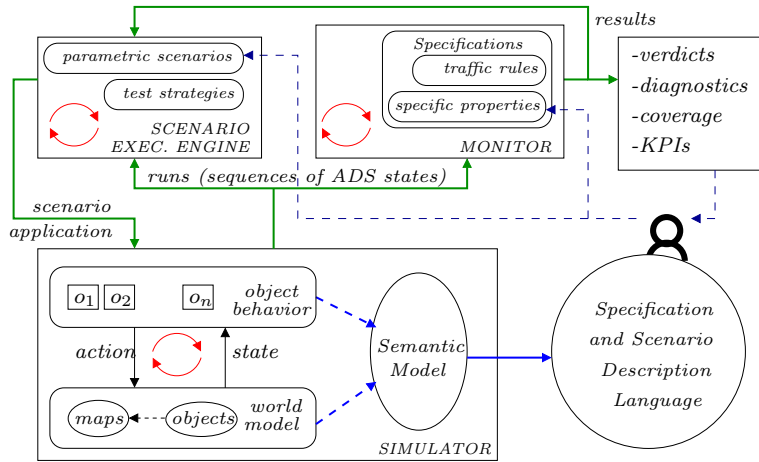 results
parametric scenarios
test strategies
SCENARIO
EXEC. ENGINE
Specifications
traffic rules
specific properties
MONITOR
-verdicts
-diagnostics
-coverage
-KPIs
runs (sequences of ADS states)
scenario
application
o1 o2 on
object
behavior
action
state
maps
objects
world
model
Semantic
Model
SIMULATOR
Specification
and Scenario
Description
Language